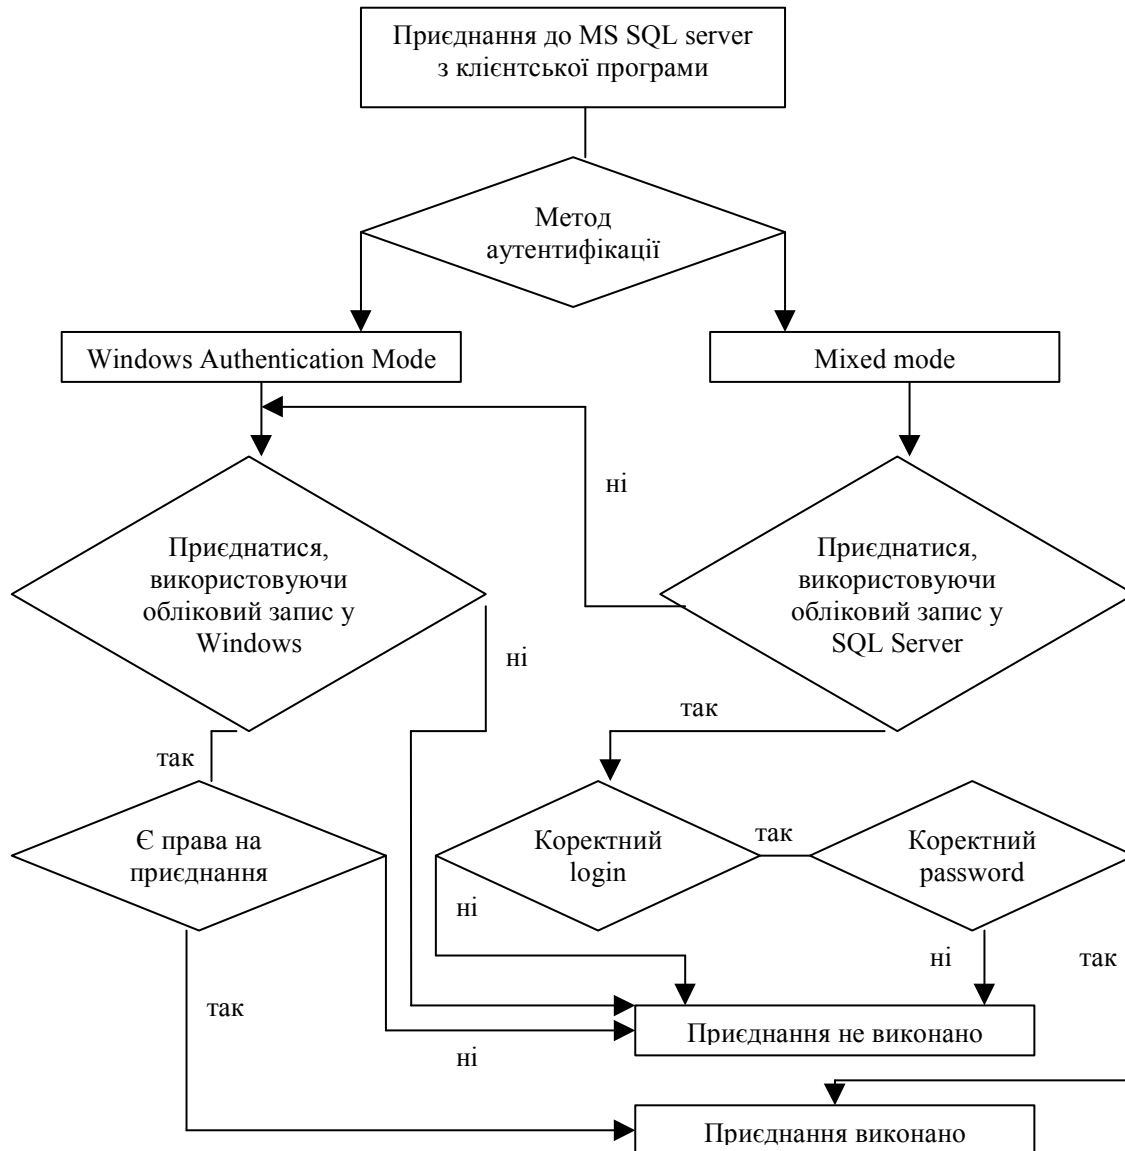 Приєднання до MS SQL server
з клієнтської програми
Метод
аутентифікації
Windows Authentication Mode
Mixed mode
ні
Приєднатися,
використовуючи
обліковий запис у
Windows
Приєднатися,
використовуючи
обліковий запис у
SQL Server
ні
так
так
Є права на
приєднання
Коректний
login
так
Коректний
password
ні
ні
так
так
Приєднання не виконано
ні
Приєднання виконано